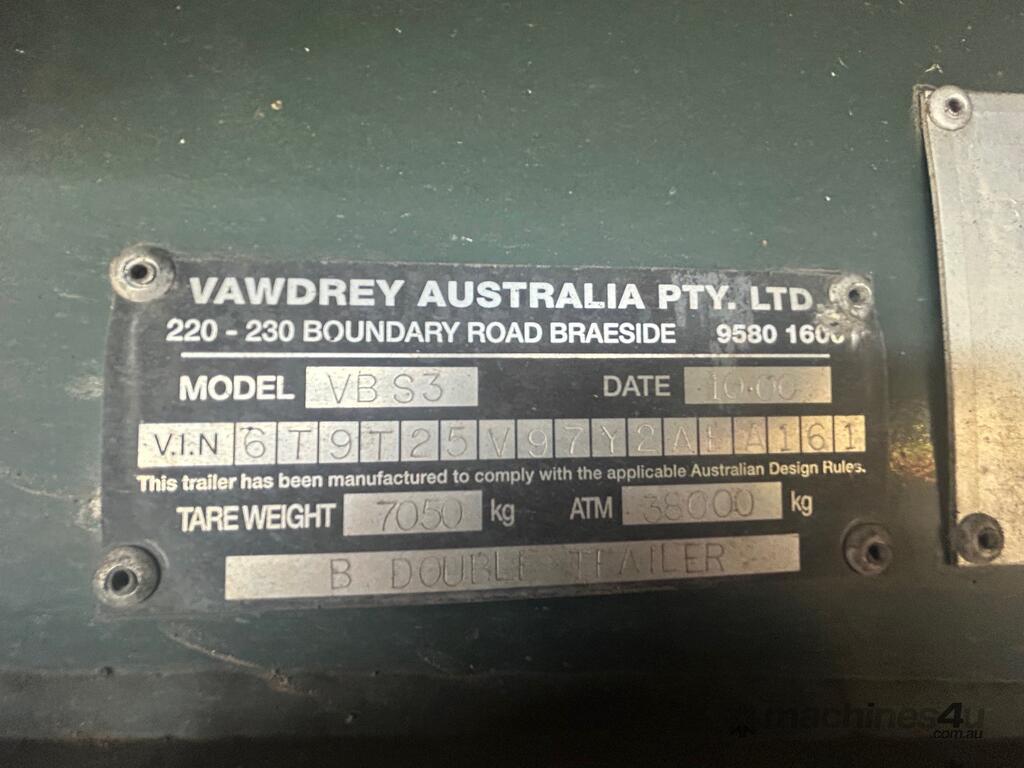 VAWDREY AUSTRALIA PTY. LTD.
220 - 230 BOUNDARY ROAD BRAESIDE 9580 1600
MODEL VBS3 DATE 10·00
V.I.N 6T9T25V97Y2ALA161
This trailer has been manufactured to comply with the applicable Australian Design Rules.
TARE WEIGHT 7050 kg ATM 38000 kg
B DOUBLE TRAILER
machines4u
.com.au